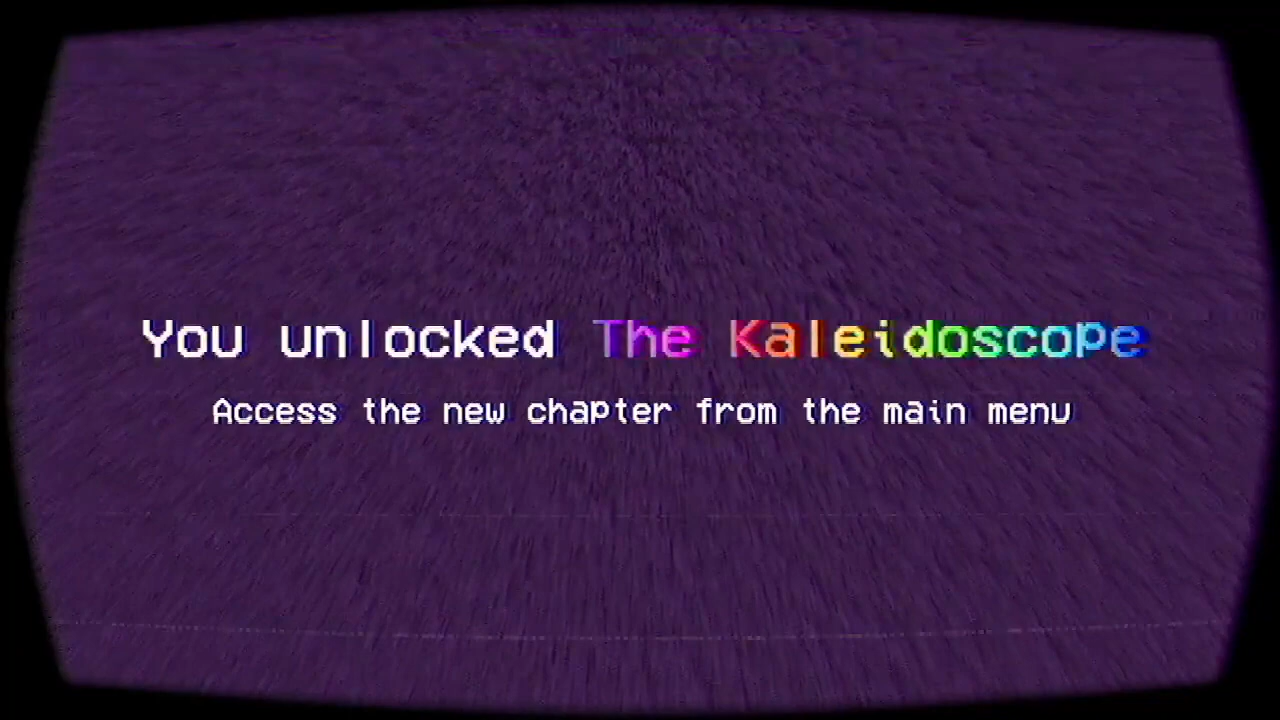 You unlocked The Kaleidoscope
Access the new chapter from the main menu